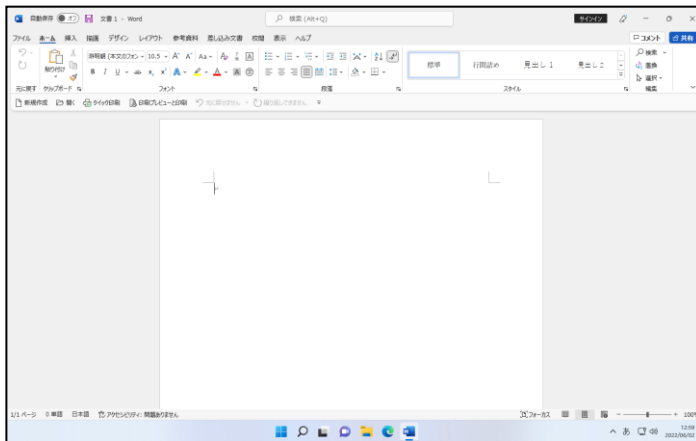 自動保存 オフ 文書 1 - Word 検索 (Alt+Q) サインイン
ファイル ホーム 挿入 描画 デザイン レイアウト 参考資料 差し込み文書 校閲 表示 ヘルプ コメント 共有
游明朝 (本文のフォン 10.5 A A Aa 検索
貼り付け B I U ab x x A A A 標準 行間詰め 見出し 1 見出し 2 置換
選択
元に戻す クリップボード フォント 段落 スタイル 編集
新規作成 開く クイック印刷 印刷プレビューと印刷 元に戻せません 繰り返しできません
1/1 ページ 0 単語 日本語 アクセシビリティ: 問題ありません フォーカス 100%
あ 12:50
2022/06/02